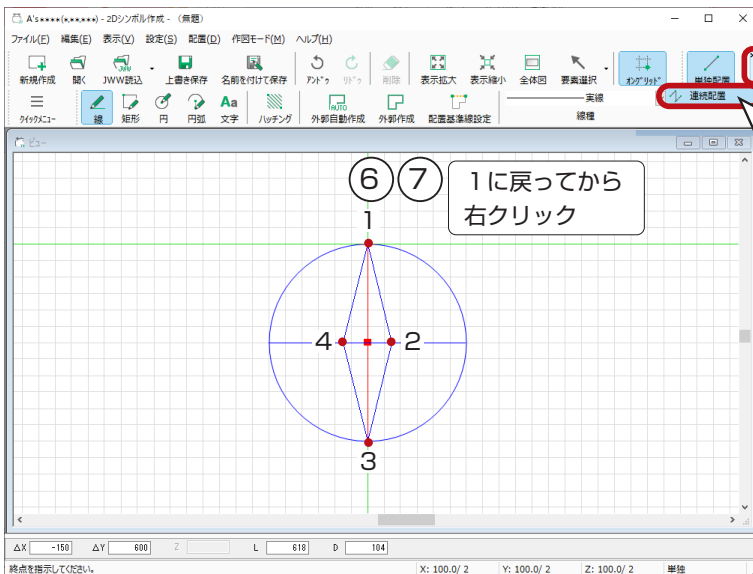 A's****(*,**,***) - 2Dシンボル作成 - （無題）
ファイル(F) 編集(E) 表示(V) 設定(S) 配置(D) 作図モード(M) ヘルプ(H)
新規作成 開く JWW読込 上書き保存 名前を付けて保存 アンドゥ リドゥ 削除 表示拡大 表示縮小 全体図 要素選択 オングリッド 単独配置
クイックメニュー 線 矩形 円 円弧 文字 ハッチング 外郭自動作成 外郭作成 配置基準線設定 実線 線種 連続配置
ビュー
⑥⑦ 1に戻ってから
右クリック
1
4 2
3
ΔX -150 ΔY 600 Z L 618 D 104
終点を指示してください。 X: 100.0/ 2 Y: 100.0/ 2 Z: 100.0/ 2 単独